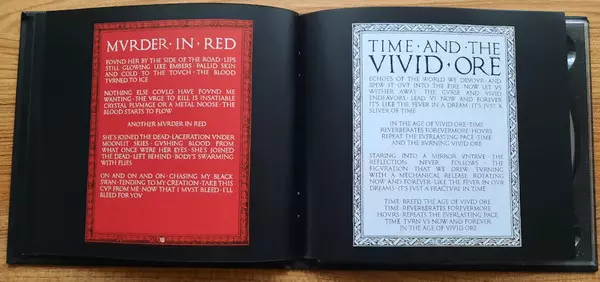 MVRDER · IN · RED
FOVND HER BY THE SIDE OF THE ROAD · LIPS
STILL GLOWING LIKE EMBERS · PALLID SKIN
AND COLD TO THE TOVCH · THE BLOOD
TVRNED TO ICE
NOTHING ELSE COVLD HAVE FOVND ME
WANTING · THE VRGE TO KILL IS INSATIABLE
CRYSTAL PLVMAGE OR A METAL NOOSE · THE
BLOOD STARTS TO FLOW
ANOTHER MVRDER IN RED
SHE'S JOINED THE DEAD · LACERATION VNDER
MOONLIT SKIES · GVSHING BLOOD FROM
WHAT ONCE WERE HER EYES · SHE'S JOINED
THE DEAD · LEFT BEHIND · BODY'S SWARMING
WITH FLIES
ON AND ON AND ON · CHASING MY BLACK
SWAN · TENDING TO MY CREATION · TAKE THIS
CVP FROM ME · NOW THAT I MVST BLEED · I'LL
BLEED FOR YOV
TIME · AND · THE
VIVID · ORE
ECHOES OF THE WORLD WE DEVOVR · AND
SPEW IT OVT INTO THE FIRE · NOW LET VS
WITHER AWAY · THE CVRSE AND VIVID
ENDEAVORS LEAD VS NOW AND FOREVER
IT'S LIKE THE FEVER IN A DREAM · IT'S JUST A
SLIVER OF TIME
IN THE AGE OF VIVID ORE · TIME
REVERBERATES FOREVERMORE · HOVRS
REPEAT THE EVERLASTING PACE · TIME
AND THE BVRNING VIVID ORE
STARING INTO A MIRROR VNTRVE · THE
REFLECTION NEVER FOLLOWS · THE
FIGVRATION THAT WE DREW · TVRNING
WITH A MECHANICAL RELEASE · ROTATING
NOW AND FOREVER · LIKE THE FEVER IN OVR
DREAMS · IT'S JUST A FRACTURE IN TIME
TIME · BREED THE AGE OF VIVID ORE
TIME · REVERBERATES FOREVERMORE
HOVRS · REPEAT THE EVERLASTING PACE
TIME · TVRN VS NOW AND FOREVER
IN THE AGE OF VIVID ORE